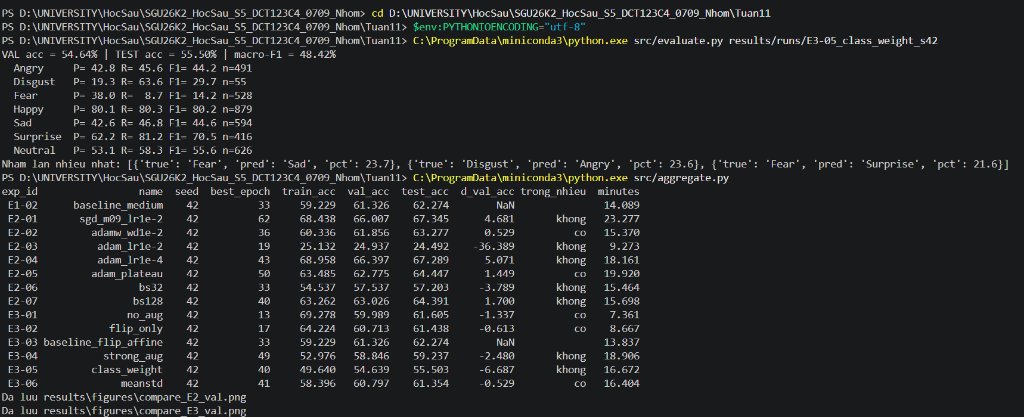 PS D:\UNIVERSITY\HocSau\SGU26K2_HocSau_S5_DCT123C4_0709_Nhom> cd D:\UNIVERSITY\HocSau\SGU26K2_HocSau_S5_DCT123C4_0709_Nhom\Tuan11
PS D:\UNIVERSITY\HocSau\SGU26K2_HocSau_S5_DCT123C4_0709_Nhom\Tuan11> $env:PYTHONIOENCODING="utf-8"
PS D:\UNIVERSITY\HocSau\SGU26K2_HocSau_S5_DCT123C4_0709_Nhom\Tuan11> C:\ProgramData\miniconda3\python.exe src/evaluate.py results/runs/E3-05_class_weight_s42
VAL acc = 54.64% | TEST acc = 55.50% | macro-F1 = 48.42%
Angry P= 42.8 R= 45.6 F1= 44.2 n=491
Disgust P= 19.3 R= 63.6 F1= 29.7 n=55
Fear P= 38.0 R= 8.7 F1= 14.2 n=528
Happy P= 80.1 R= 80.3 F1= 80.2 n=879
Sad P= 42.6 R= 46.8 F1= 44.6 n=594
Surprise P= 62.2 R= 81.2 F1= 70.5 n=416
Neutral P= 53.1 R= 58.3 F1= 55.6 n=626
Nham lan nhieu nhat: [{'true': 'Fear', 'pred': 'Sad', 'pct': 23.7}, {'true': 'Disgust', 'pred': 'Angry', 'pct': 23.6}, {'true': 'Fear', 'pred': 'Surprise', 'pct': 21.6}]
PS D:\UNIVERSITY\HocSau\SGU26K2_HocSau_S5_DCT123C4_0709_Nhom\Tuan11> C:\ProgramData\miniconda3\python.exe src/aggregate.py
exp_id name seed best_epoch train_acc val_acc test_acc d_val_acc trong_nhieu minutes
E1-02 baseline_medium 42 33 59.229 61.326 62.274 NaN 14.089
E2-01 sgd_m09_lr1e-2 42 62 68.438 66.007 67.345 4.681 khong 23.277
E2-02 adamw_wd1e-2 42 36 60.336 61.856 63.277 0.529 co 15.370
E2-03 adam_lr1e-2 42 19 25.132 24.937 24.492 -36.389 khong 9.273
E2-04 adam_lr1e-4 42 43 68.958 66.397 67.289 5.071 khong 18.161
E2-05 adam_plateau 42 50 63.485 62.775 64.447 1.449 co 19.920
E2-06 bs32 42 33 54.537 57.537 57.203 -3.789 khong 15.464
E2-07 bs128 42 40 63.262 63.026 64.391 1.700 khong 15.698
E3-01 no_aug 42 13 69.278 59.989 61.605 -1.337 co 7.361
E3-02 flip_only 42 17 64.224 60.713 61.438 -0.613 co 8.667
E3-03 baseline_flip_affine 42 33 59.229 61.326 62.274 NaN 13.837
E3-04 strong_aug 42 49 52.976 58.846 59.237 -2.480 khong 18.906
E3-05 class_weight 42 40 49.640 54.639 55.503 -6.687 khong 16.672
E3-06 meanstd 42 41 58.396 60.797 61.354 -0.529 co 16.404
Da luu results\figures\compare_E2_val.png
Da luu results\figures\compare_E3_val.png